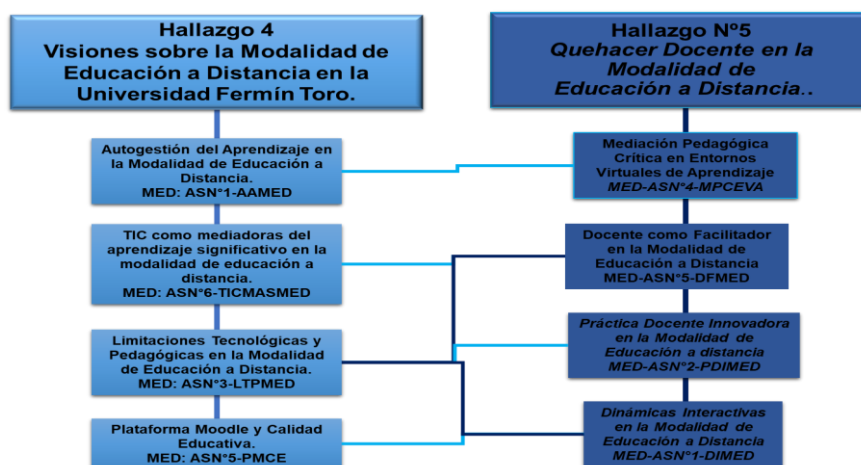 Hallazgo 4
Visiones sobre la Modalidad de
Educación a Distancia en la
Universidad Fermín Toro.
Autogestión del Aprendizaje en
la Modalidad de Educación a
Distancia.
MED: ASN°1-AAMED
TIC como mediadoras del
aprendizaje significativo en la
modalidad de educación a
distancia.
MED: ASN°6-TICMASMED
Limitaciones Tecnológicas y
Pedagógicas en la Modalidad
de Educación a Distancia.
MED: ASN°3-LTPMED
Plataforma Moodle y Calidad
Educativa.
MED: ASN°5-PMCE
Hallazgo Nº5
Quehacer Docente en la
Modalidad de
Educación a Distancia..
Mediación Pedagógica
Crítica en Entornos
Virtuales de Aprendizaje
MED-ASN°4-MPCEVA
Docente como Facilitador
en la Modalidad de
Educación a Distancia
MED-ASN°5-DFMED
Práctica Docente Innovadora
en la Modalidad de
Educación a distancia
MED-ASN°2-PDIMED
Dinámicas Interactivas
en la Modalidad de
Educación a Distancia
MED-ASN°1-DIMED